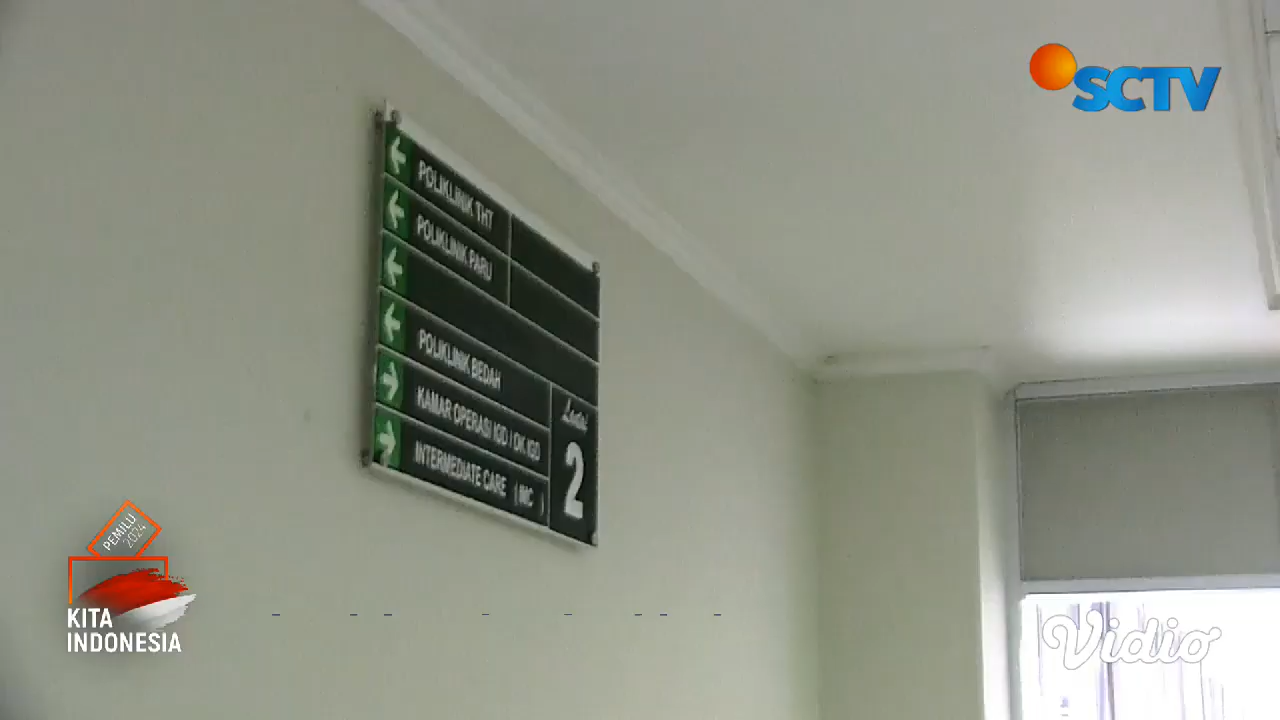 SCTV
POLIKLINIK THT
POLIKLINIK PARU
POLIKLINIK BEDAH
KAMAR OPERASI IGD / OK IGD
INTERMEDIATE CARE ( IMC )
Lantai
2
PEMILU
2024
KITA
INDONESIA
Vidio